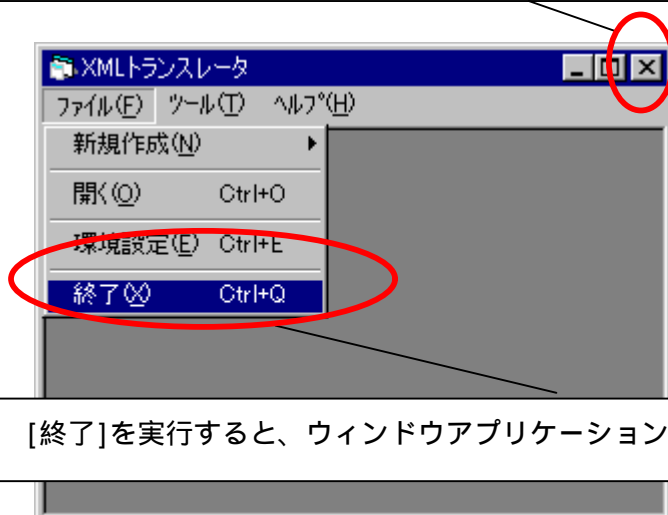 XMLトランスレータ
ファイル(F) ツール(T) ヘルプ(H)
新規作成(N)
開く(O) Ctrl+O
環境設定(E) Ctrl+E
終了(X) Ctrl+Q
[終了]を実行すると、ウィンドウアプリケーション